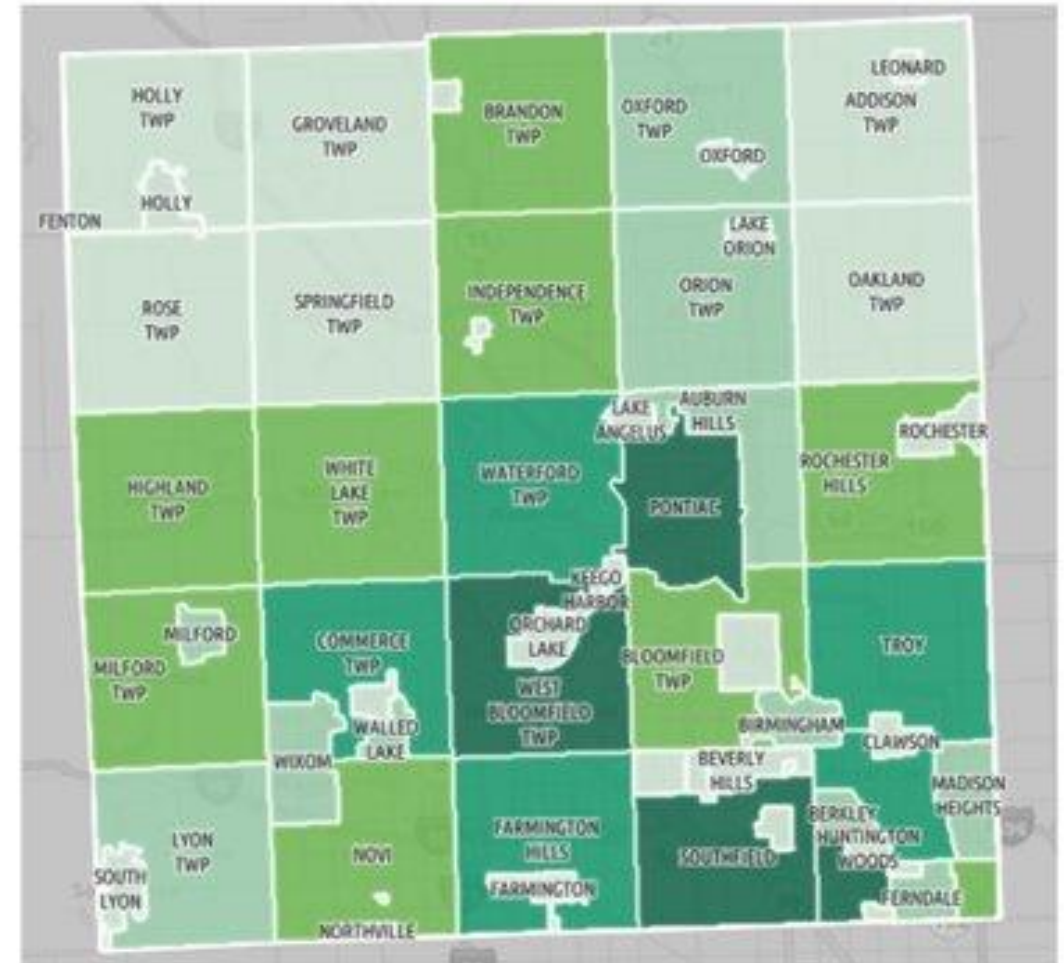 LEONARD
HOLLY
TWP
GROVELAND
TWP
BRANDON
TWP
OXFORD
TWP
ADDISON
TWP
OXFORD
HOLLY
FENTON
LAKE
ORION
ROSE
TWP
SPRINGFIELD
TWP
INDEPENDENCE
TWP
ORION
TWP
OAKLAND
TWP
LAKE
ANGELUS
AUBURN
HILLS
ROCHESTER
HIGHLAND
TWP
WHITE
LAKE
TWP
WATERFORD
TWP
PONTIAC
ROCHESTER
HILLS
KEEGO
HARBOR
ORCHARD
LAKE
MILFORD
MILFORD
TWP
COMMERCE
TWP
WEST
BLOOMFIELD
TWP
BLOOMFIELD
TWP
TROY
WALLED
LAKE
BIRMINGHAM
CLAWSON
WIXOM
BEVERLY
HILLS
MADISON
HEIGHTS
LYON
TWP
NOVI
FARMINGTON
HILLS
SOUTHFIELD
BERKLEY
HUNTINGTON
WOODS
SOUTH
LYON
FARMINGTON
FERNDALE
NORTHVILLE